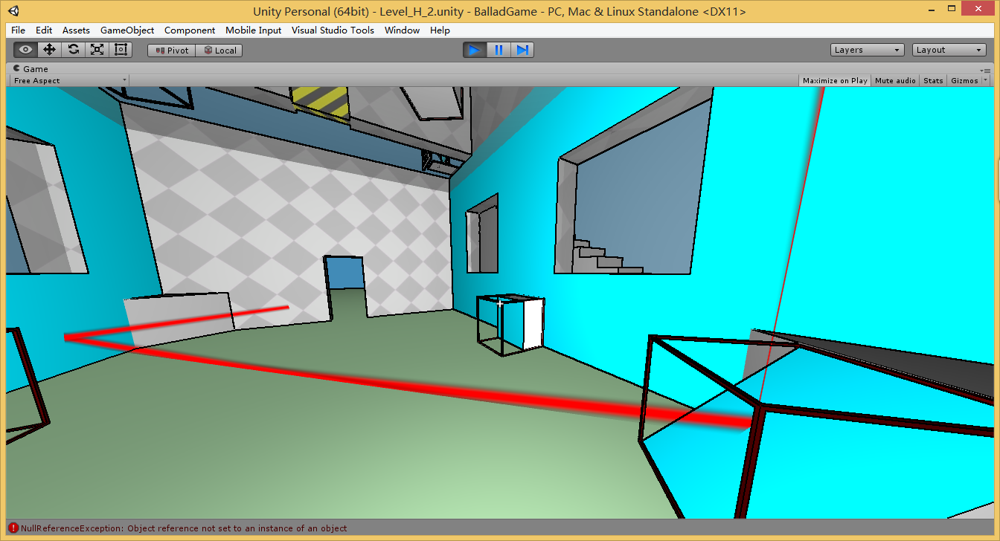 Unity Personal (64bit) - Level_H_2.unity - BalladGame - PC, Mac & Linux Standalone <DX11>
File Edit Assets GameObject Component Mobile Input Visual Studio Tools Window Help
Pivot Local Layers Layout
Game
Free Aspect Maximize on Play Mute audio Stats Gizmos
NullReferenceException: Object reference not set to an instance of an object